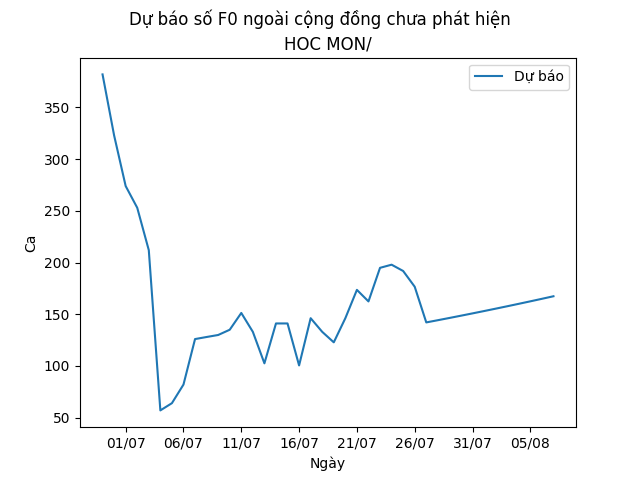 Dự báo số F0 ngoài cộng đồng chưa phát hiện
HOC MON/
Dự báo
350
300
250
200
150
100
50
Ca
01/07 06/07 11/07 16/07 21/07 26/07 31/07 05/08
Ngày